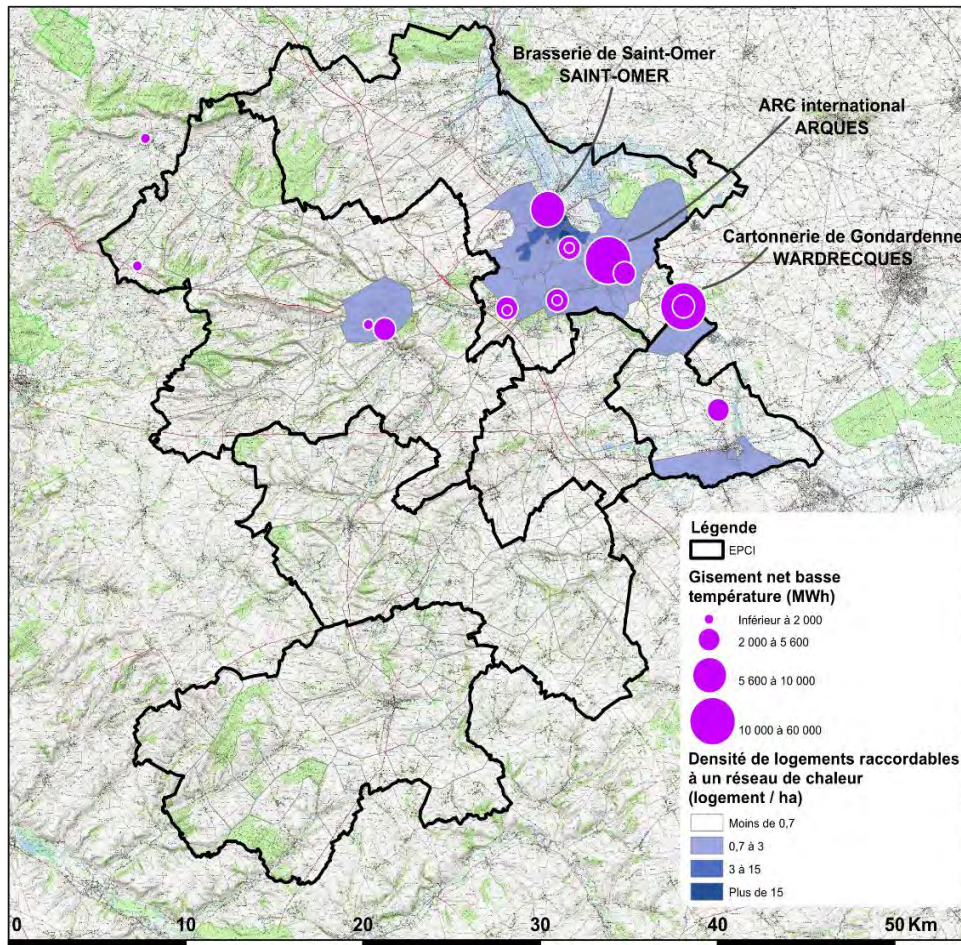 Brasserie de Saint-Omer
SAINT-OMER
ARC international
ARQUES
Cartonnerie de Gondardenne
WARDRECQUES
Légende
EPCI
Gisement net basse
température (MWh)
Inférieur à 2 000
2 000 à 5 600
5 600 à 10 000
10 000 à 60 000
Densité de logements raccordables
à un réseau de chaleur
(logement / ha)
Moins de 0,7
0,7 à 3
3 à 15
Plus de 15
0 10 20 30 40 50 Km